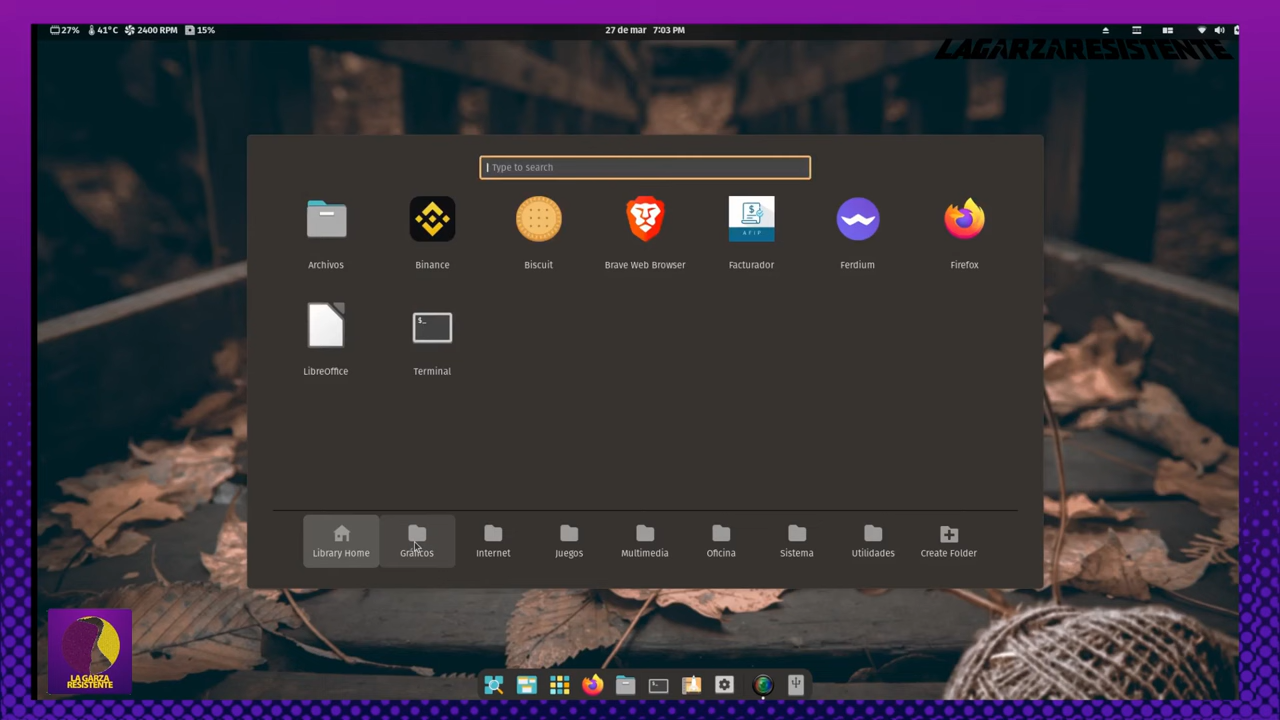 27% 41°C 2400 RPM 15%
27 de mar 7:03 PM
LAGARZARESISTENTE
Type to search
Archivos
Binance
Biscuit
Brave Web Browser
Facturador
Ferdium
Firefox
$
AFIP
LibreOffice
Terminal
$_
Library Home
Gráficos
Internet
Juegos
Multimedia
Oficina
Sistema
Utilidades
Create Folder
LA GARZA
RESISTENTE